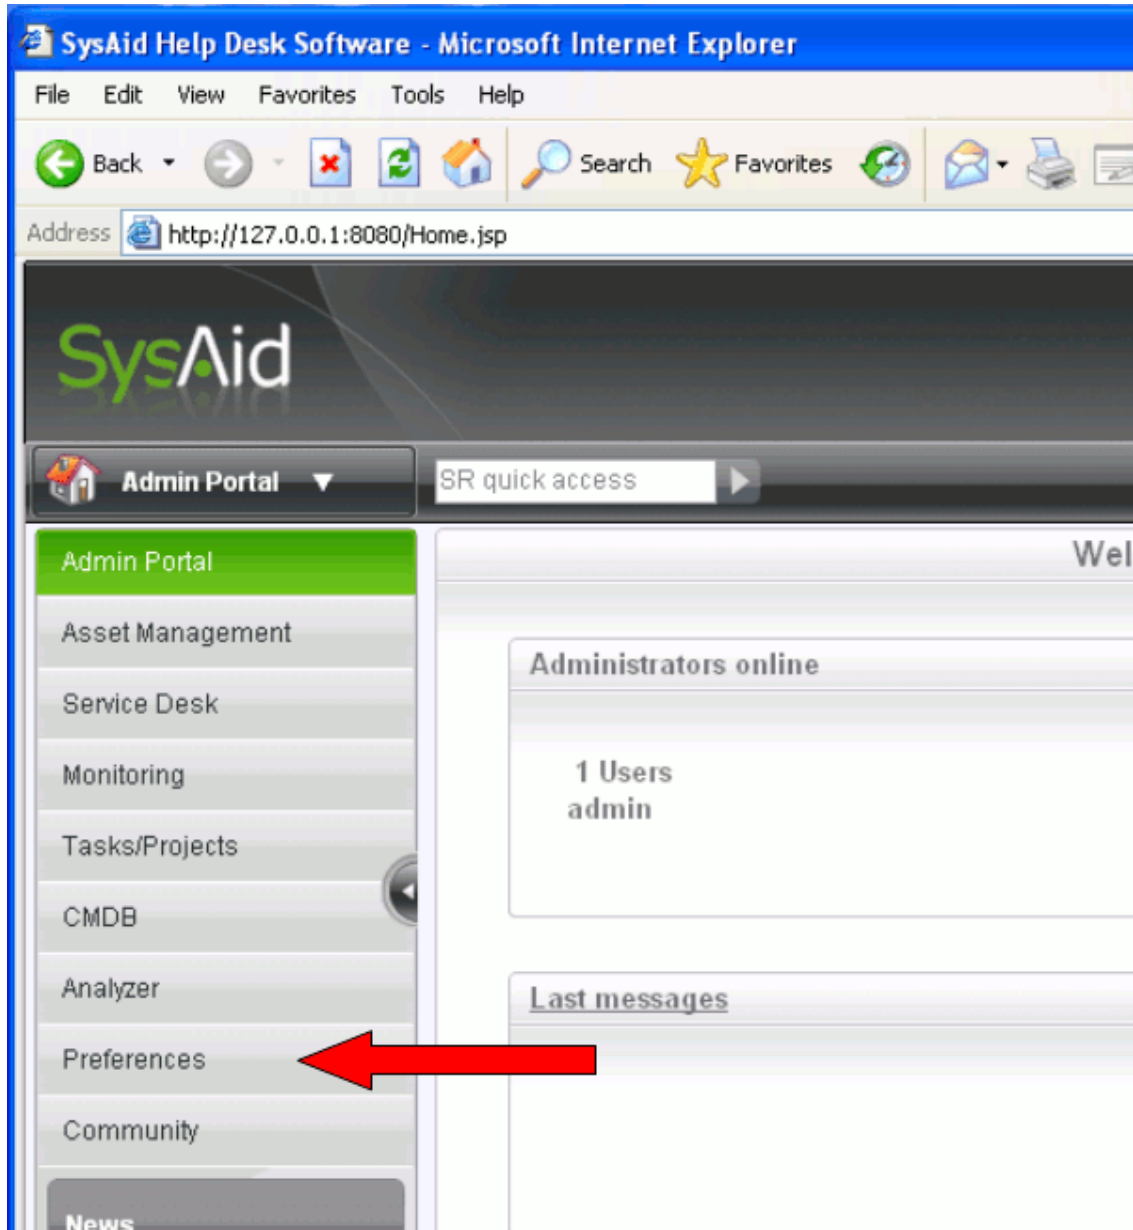 SysAid Help Desk Software - Microsoft Internet Explorer
File Edit View Favorites Tools Help
Back Search Favorites
Address http://127.0.0.1:8080/Home.jsp
SysAid
Admin Portal SR quick access
Admin Portal
Wel
Asset Management
Administrators online
Service Desk
Monitoring
1 Users
admin
Tasks/Projects
CMDB
Analyzer
Last messages
Preferences
Community
News